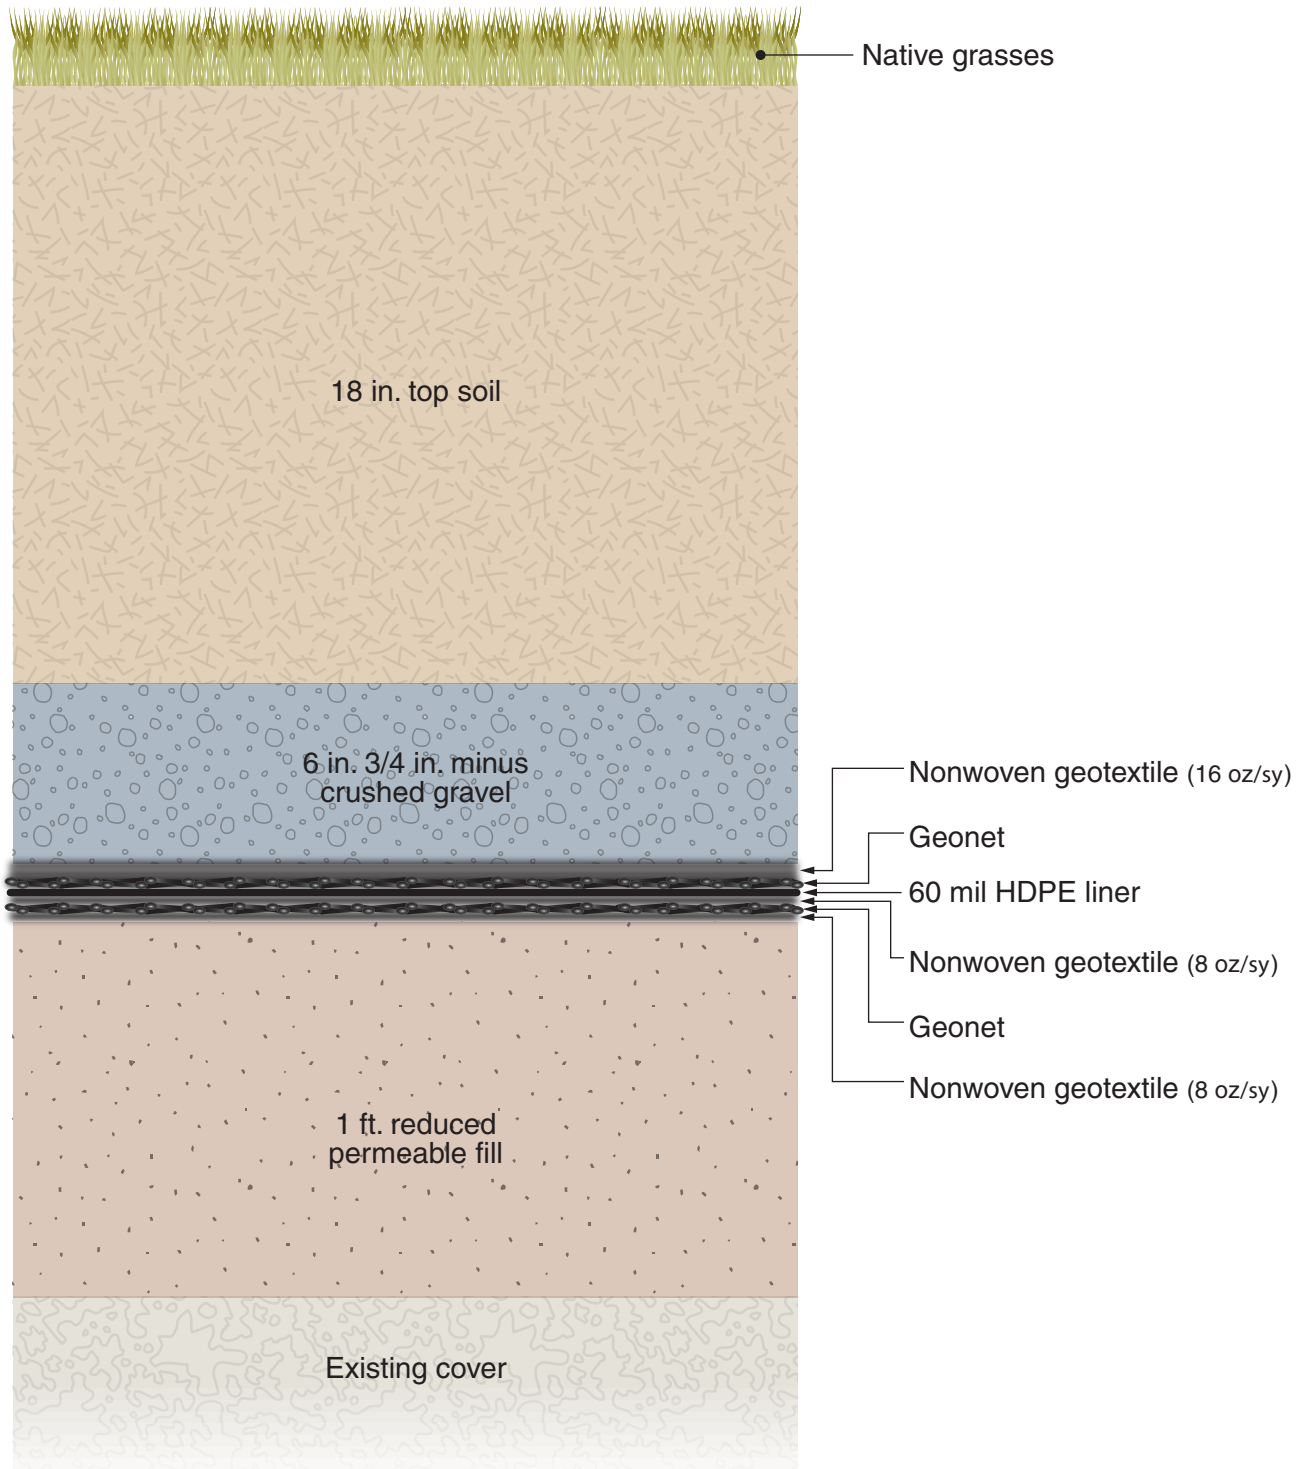 Native grasses
18 in. top soil
6 in. 3/4 in. minus
crushed gravel
Nonwoven geotextile (16 oz/sy)
Geonet
60 mil HDPE liner
Nonwoven geotextile (8 oz/sy)
Geonet
Nonwoven geotextile (8 oz/sy)
1 ft. reduced
permeable fill
Existing cover